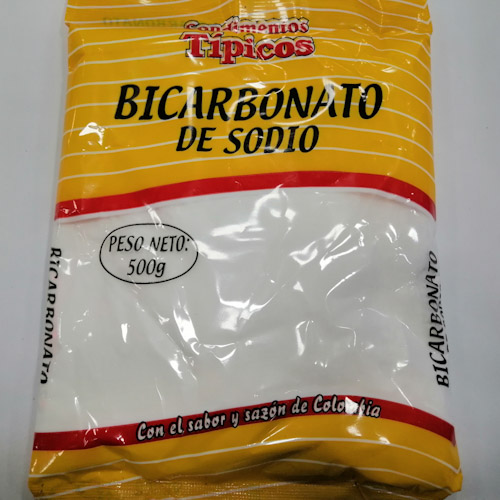 Condimentos
Típicos
BICARBONATO
DE SODIO
PESO NETO:
500g
BICARBONATO
BICARBONATO
Con el sabor y sazón de Colombia